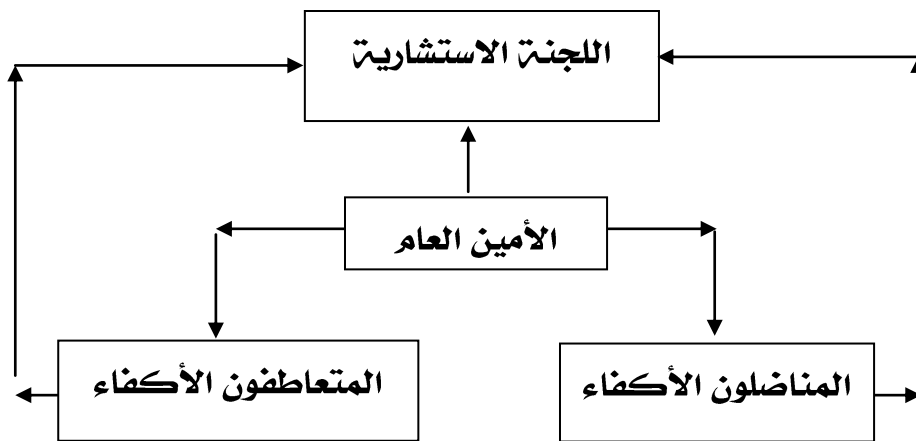 اللجنة الاستشارية
الأمين العام
المناضلون الأكفاء
المتعاطفون الأكفاء